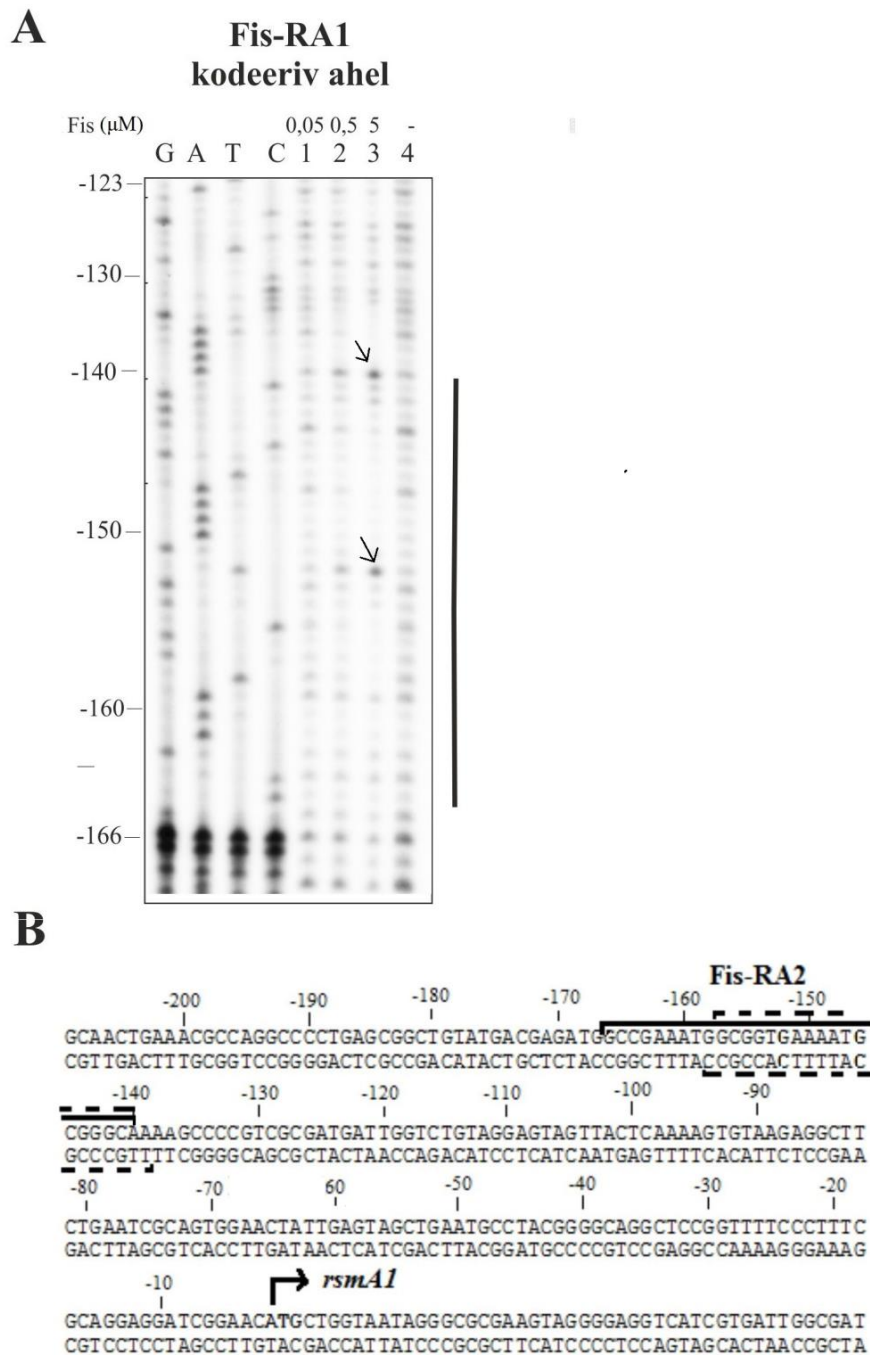 A
Fis-RA1
kodeeriv ahel
Fis (μM) 0,05 0,5 5 -
G A T C 1 2 3 4
-123
-130
-140
-150
-160
-166
B
Fis-RA2
-200 -190 -180 -170 -160 -150
GCAACTGAAACGCCAGGCCCCTGAGCGGCTGTATGACGAGATGGCCGAAATGGCGGTGAAAATG
CGTTGACTTTGCGGTCCGGGGACTCGCCGACATACTGCTCTACCGGCTTTACCGCCACTTTTAC
-140 -130 -120 -110 -100 -90
CGGGCAAAAGCCCCGTCGCGATGATTGGTCTGTAGGAGTAGTTACTCAAAAGTGTAAGAGGCTT
GCCCGTTTTCGGGGCAGCGCTACTAACCAGACATCCTCATCAATGAGTTTTCACATTCTCCGAA
-80 -70 -60 -50 -40 -30 -20
CTGAATCGCAGTGGAACTATTGAGTAGCTGAATGCCTACGGGGCAGGCTCCGGTTTTCCCTTTC
GACTTAGCGTCACCTTGATAACTCATCGACTTACGGATGCCCCGTCCGAGGCCAAAAGGGAAAG
-10 rsmA1
GCAGGAGGATCGGAACATGCTGGTAATAGGGCGCGAAGTAGGGGAGGTCATCGTGATTGGCGAT
CGTCCTCCTAGCCTTGTACGACCATTATCCCGCGCTTCATCCCCTCCAGTAGCACTAACCGCTA